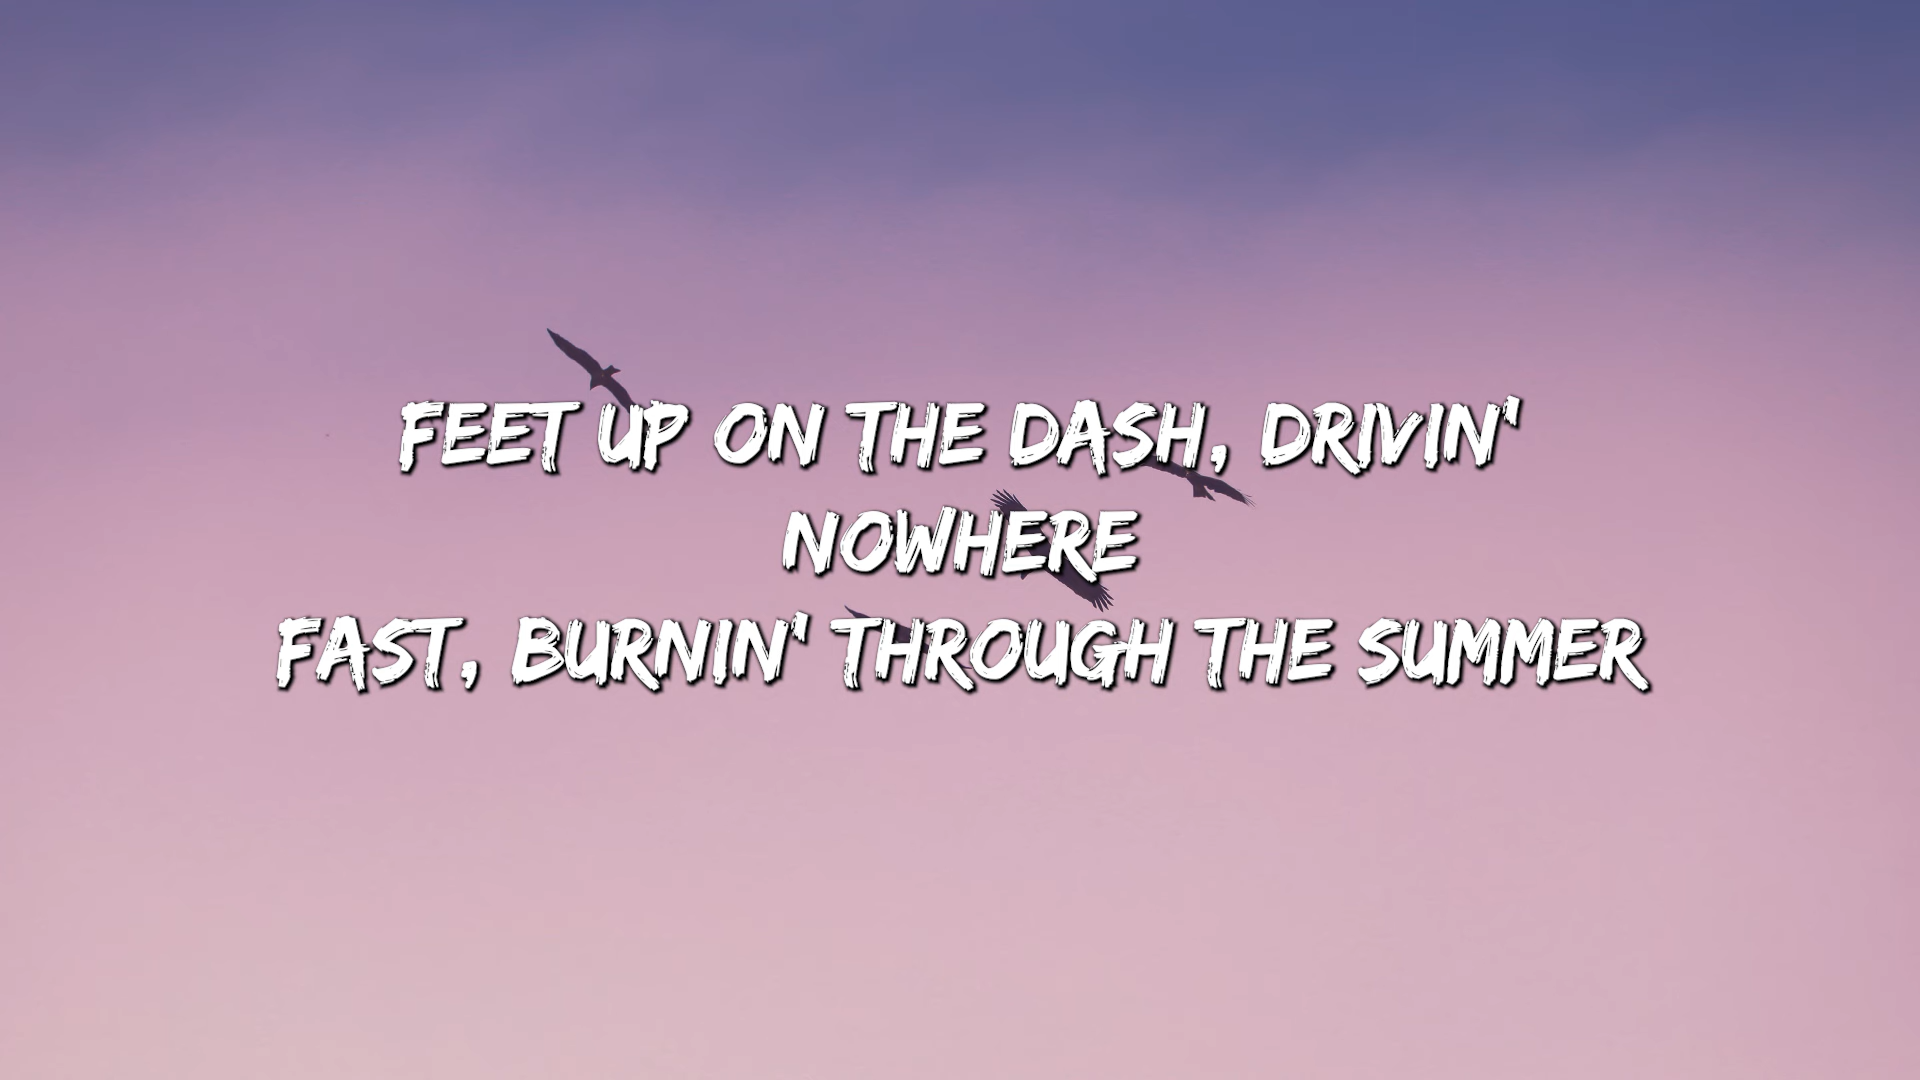 FEET UP ON THE DASH, DRIVIN'
NOWHERE
FAST, BURNIN' THROUGH THE SUMMER